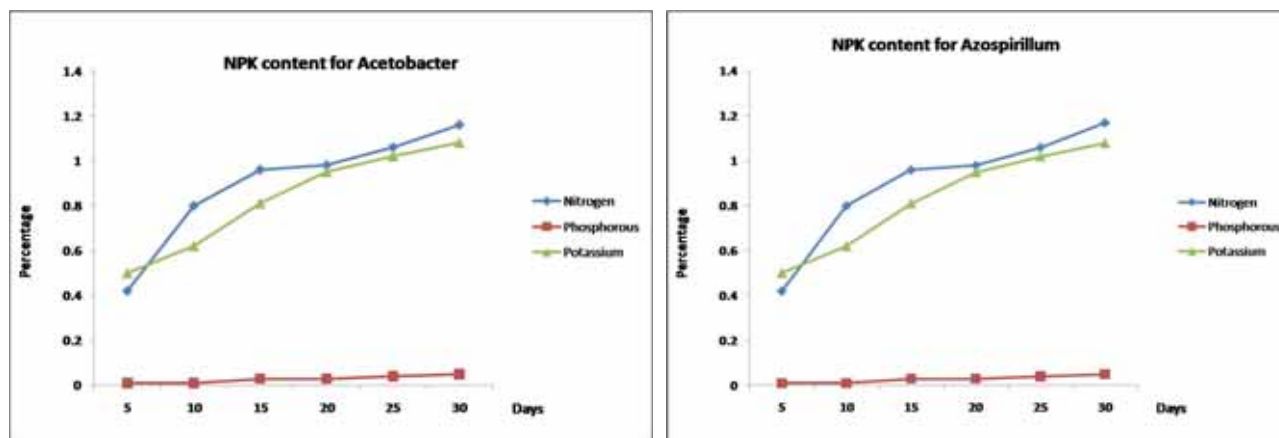 NPK content for Acetobacter
1.4
1.2
1
0.8
0.6
0.4
0.2
0
Percentage
5 10 15 20 25 30 Days
Nitrogen
Phosphorous
Potassium
NPK content for Azospirillum
1.4
1.2
1
0.8
0.6
0.4
0.2
0
Percentage
5 10 15 20 25 30 Days
Nitrogen
Phosphorous
Potassium